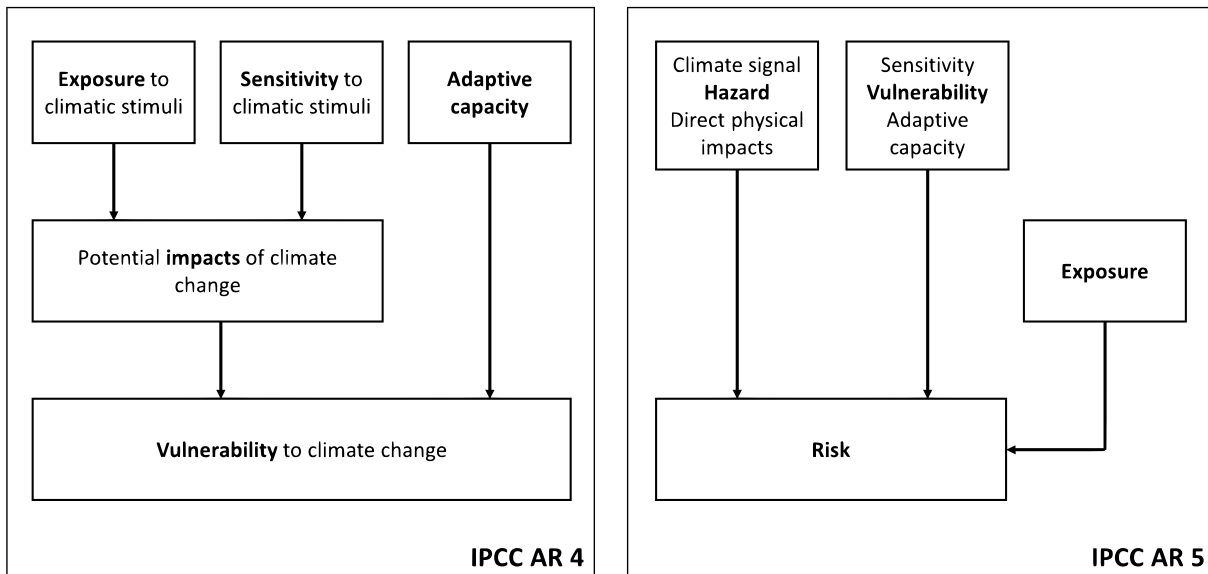 Exposure to
climatic stimuli
Sensitivity to
climatic stimuli
Adaptive
capacity
Potential impacts of climate
change
Vulnerability to climate change
IPCC AR 4
Climate signal
Hazard
Direct physical
impacts
Sensitivity
Vulnerability
Adaptive
capacity
Exposure
Risk
IPCC AR 5